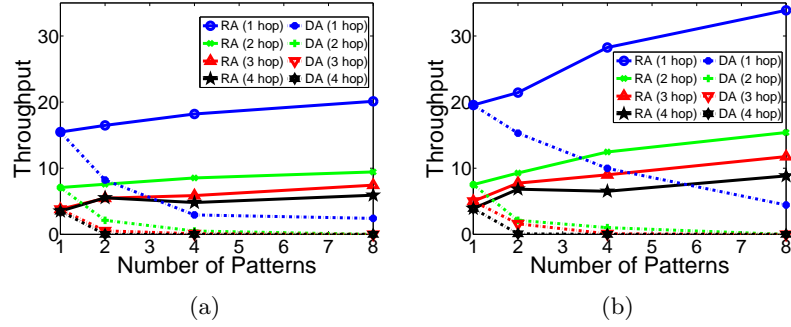 Throughput
30
20
10
0
1 2 3 4 5 6 7 8
Number of Patterns
RA (1 hop) DA (1 hop)
RA (2 hop) DA (2 hop)
RA (3 hop) DA (3 hop)
RA (4 hop) DA (4 hop)
(a)
Throughput
30
20
10
0
1 2 3 4 5 6 7 8
Number of Patterns
RA (1 hop) DA (1 hop)
RA (2 hop) DA (2 hop)
RA (3 hop) DA (3 hop)
RA (4 hop) DA (4 hop)
(b)